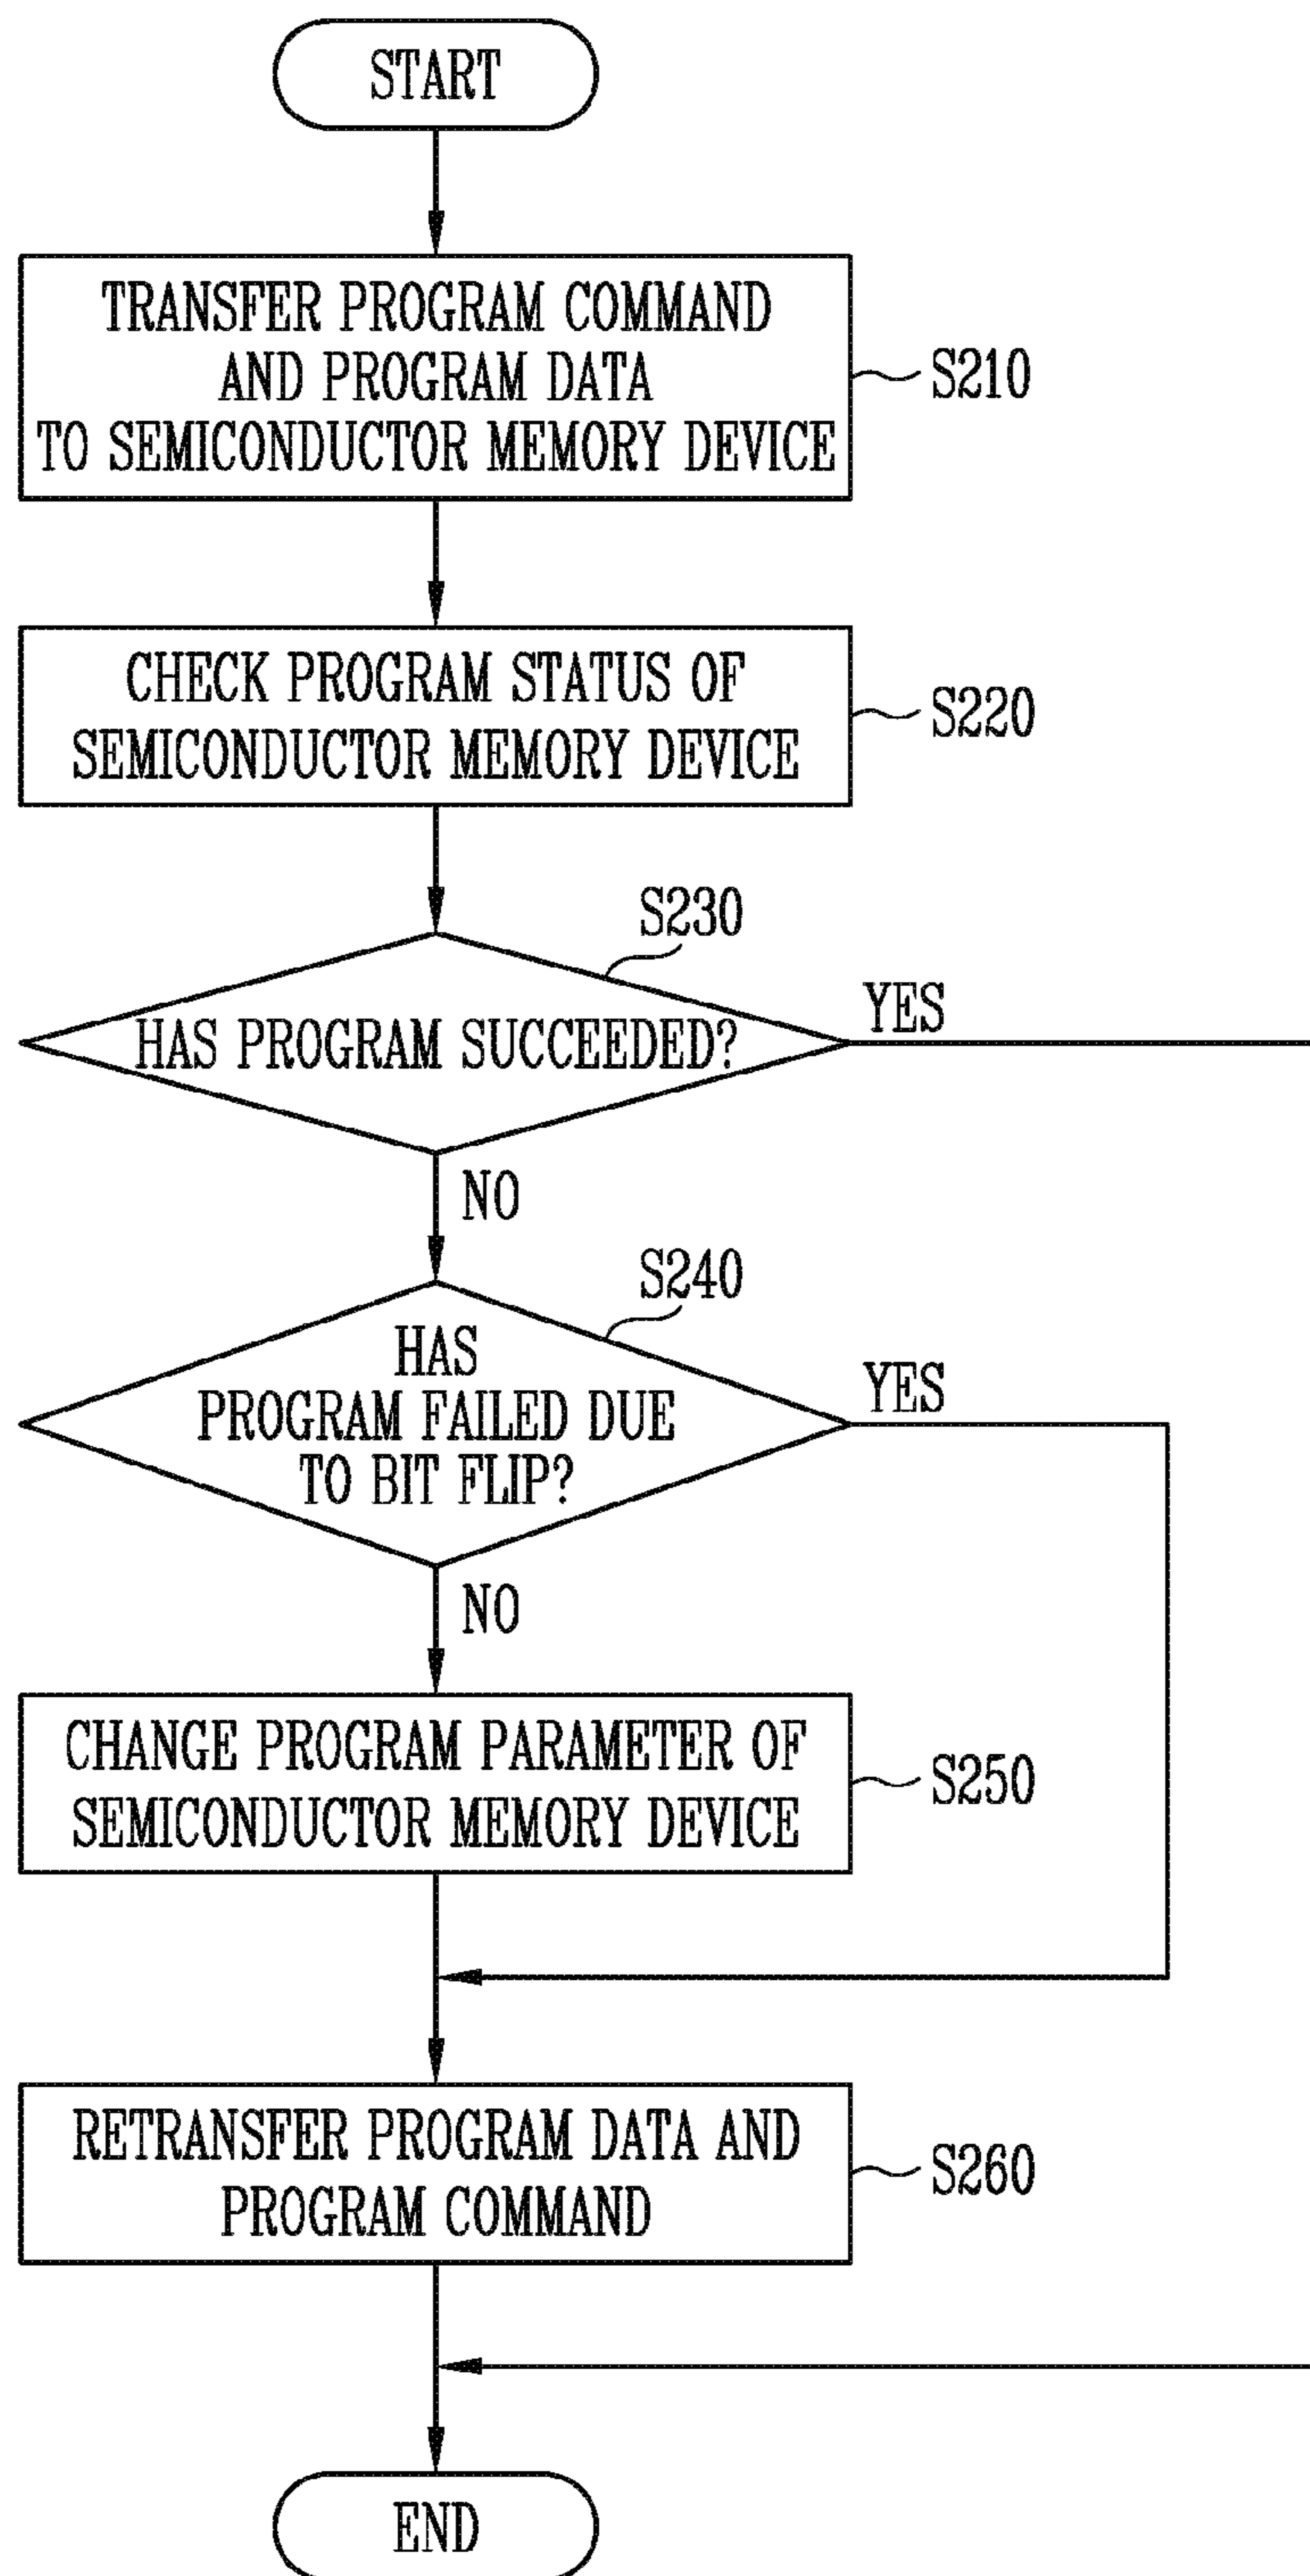 START
TRANSFER PROGRAM COMMAND
AND PROGRAM DATA
TO SEMICONDUCTOR MEMORY DEVICE
S210
CHECK PROGRAM STATUS OF
SEMICONDUCTOR MEMORY DEVICE
S220
S230
HAS PROGRAM SUCCEEDED?
YES
NO
S240
HAS
PROGRAM FAILED DUE
TO BIT FLIP?
YES
NO
CHANGE PROGRAM PARAMETER OF
SEMICONDUCTOR MEMORY DEVICE
S250
RETRANSFER PROGRAM DATA AND
PROGRAM COMMAND
S260
END